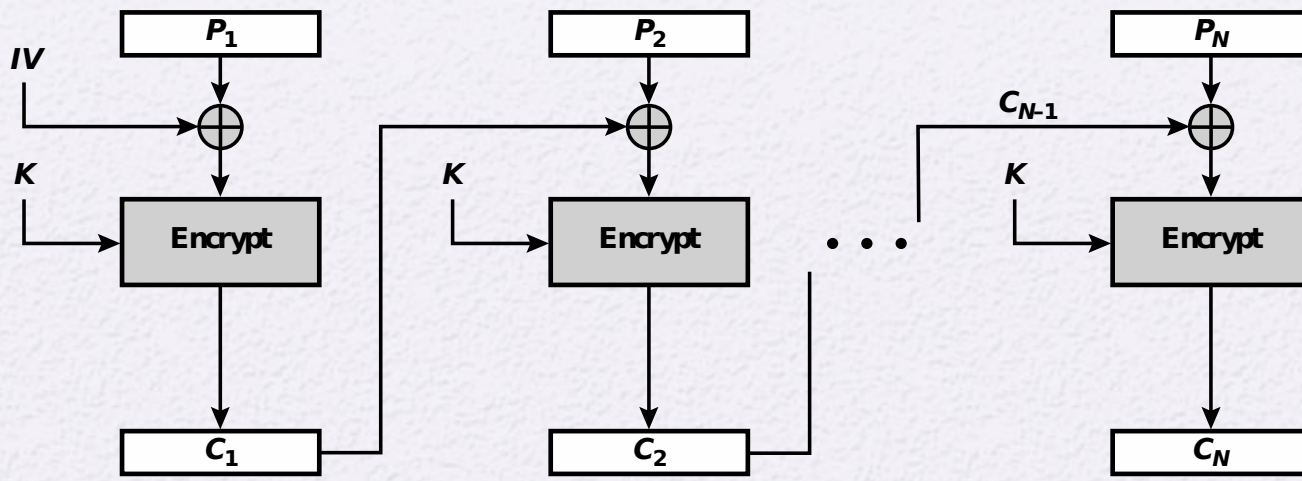 P1 P2 PN
IV
CN-1
K K K
Encrypt Encrypt • • • Encrypt
C1 C2 CN